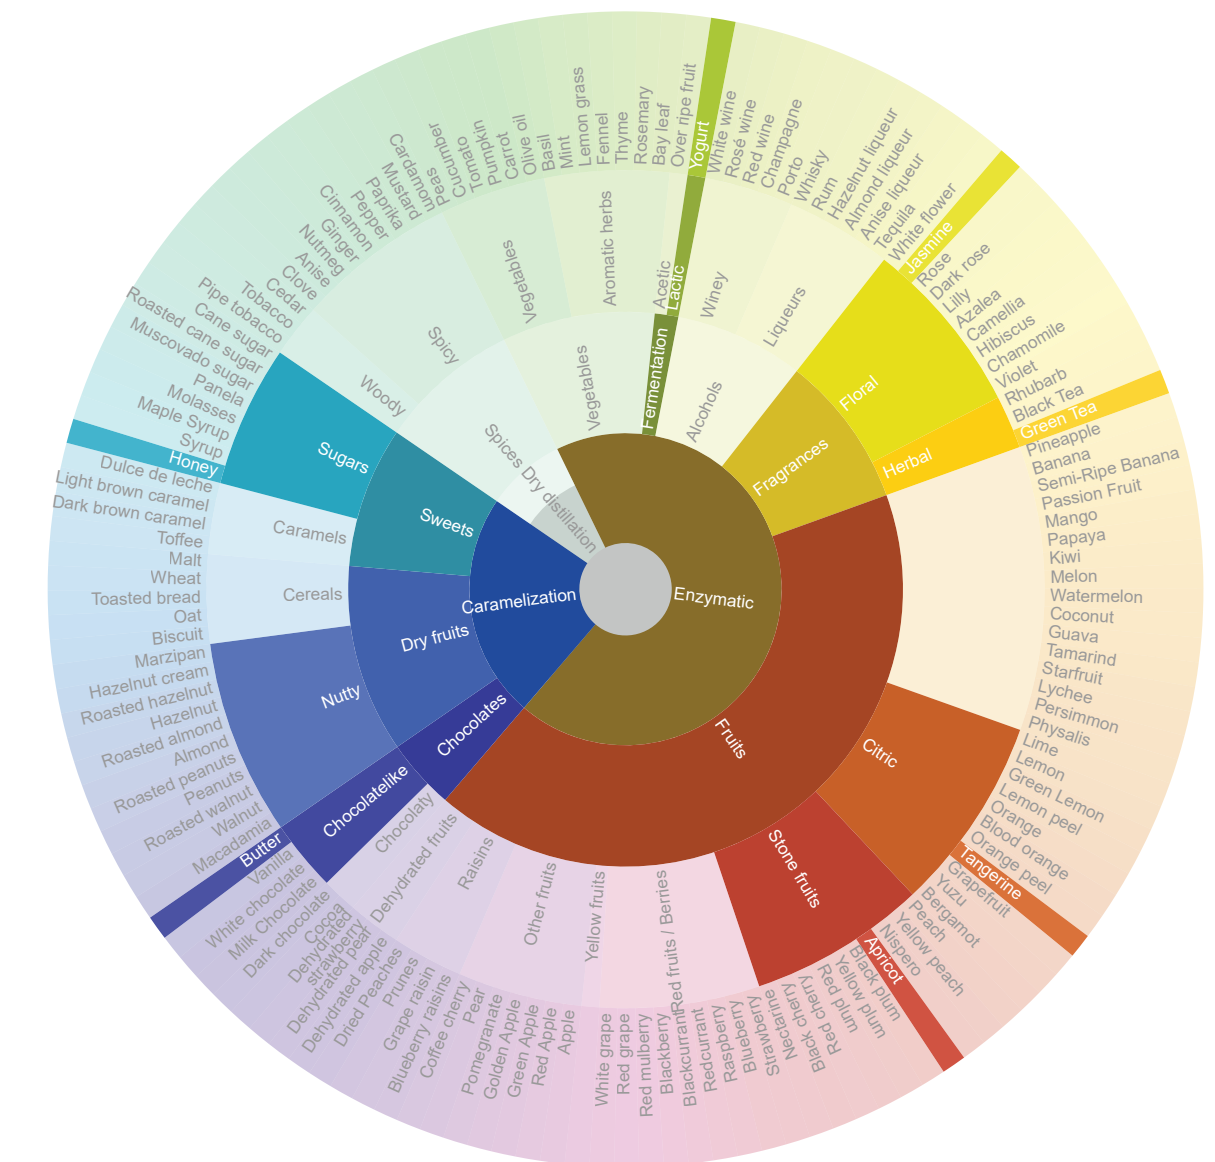 Enzymatic
Caramelization
Dry distillation
Fruits
Fragrances
Alcohols
Fermentation
Vegetables
Spices
Sweets
Dry fruits
Chocolates
Floral
Herbal
Citric
Stone fruits
Red fruits / Berries
Yellow fruits
Other fruits
Raisins
Dehydrated fruits
Chocolaty
Chocolatelike
Nutty
Cereals
Caramels
Sugars
Woody
Spicy
Vegetables
Aromatic herbs
Acetic
Lactic
Winey
Liqueurs
Yogurt
White wine
Rosé wine
Red wine
Champagne
Porto
Whisky
Rum
Hazelnut liqueur
Almond liqueur
Anise liqueur
Tequila
White flower
Jasmine
Rose
Dark rose
Lilly
Azalea
Camellia
Hibiscus
Chamomile
Violet
Rhubarb
Black Tea
Green Tea
Pineapple
Banana
Semi-Ripe Banana
Passion Fruit
Mango
Papaya
Kiwi
Melon
Watermelon
Coconut
Guava
Tamarind
Starfruit
Lychee
Persimmon
Physalis
Lime
Lemon
Green Lemon
Lemon peel
Orange
Blood orange
Orange peel
Tangerine
Grapefruit
Yuzu
Bergamot
Peach
Yellow peach
Nispero
Apricot
Black plum
Yellow plum
Red plum
Red cherry
Black cherry
Nectarine
Strawberry
Blueberry
Raspberry
Redcurrant
Blackcurrant
Blackberry
Red mulberry
Red grape
White grape
Apple
Red Apple
Green Apple
Golden Apple
Pomegranate
Pear
Coffee cherry
Blueberry raisins
Grape raisin
Prunes
Dried Peaches
Dehydrated apple
Dehydrated pear
Dehydrated
strawberry
Cocoa
Dark chocolate
Milk Chocolate
White chocolate
Vanilla
Butter
Macadamia
Walnut
Roasted walnut
Peanuts
Roasted peanuts
Almond
Roasted almond
Hazelnut
Roasted hazelnut
Hazelnut cream
Marzipan
Biscuit
Oat
Toasted bread
Wheat
Malt
Toffee
Dark brown caramel
Light brown caramel
Dulce de leche
Honey
Syrup
Maple Syrup
Molasses
Panela
Muscovado sugar
Roasted cane sugar
Cane sugar
Pipe tobacco
Tobacco
Cedar
Clove
Anise
Nutmeg
Ginger
Cinnamon
Pepper
Paprika
Mustard
Cardamom
Peas
Cucumber
Tomato
Pumpkin
Carrot
Olive oil
Basil
Mint
Lemon grass
Fennel
Thyme
Rosemary
Bay leaf
Over ripe fruit